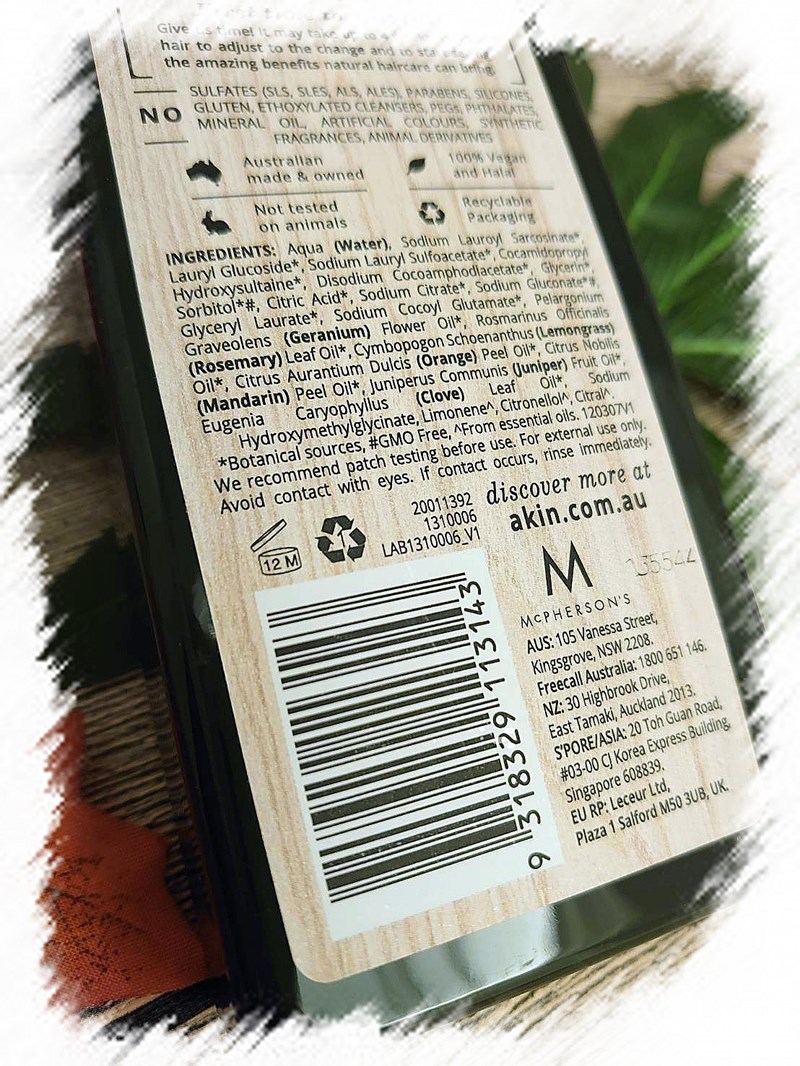 Give us time! It may take up to
hair to adjust to the change and to
the amazing benefits natural haircare can bring.
NO
SULFATES (SLS, SLES, ALS, ALES), PARABENS, SILICONES,
GLUTEN, ETHOXYLATED CLEANSERS, PEGs, PHTHALATES,
MINERAL OIL, ARTIFICIAL COLOURS, SYNTHETIC
FRAGRANCES, ANIMAL DERIVATIVES
Australian
made & owned
100% Vegan
and Halal
Not tested
on animals
Recyclable
Packaging
INGREDIENTS: Aqua (Water), Sodium Lauroyl Sarcosinate*,
Lauryl Glucoside*, Sodium Lauryl Sulfoacetate*, Cocamidopropyl
Hydroxysultaine*, Disodium Cocoamphodiacetate*, Glycerin*,
Sorbitol*#, Citric Acid*, Sodium Citrate*, Sodium Gluconate*#,
Glyceryl Laurate*, Sodium Cocoyl Glutamate*, Pelargonium
Graveolens (Geranium) Flower Oil*, Rosmarinus Officinalis
(Rosemary) Leaf Oil*, Cymbopogon Schoenanthus (Lemongrass)
Oil*, Citrus Aurantium Dulcis (Orange) Peel Oil*, Citrus Nobilis
(Mandarin) Peel Oil*, Juniperus Communis (Juniper) Fruit Oil*,
Eugenia Caryophyllus (Clove) Leaf Oil*, Sodium
Hydroxymethylglycinate, Limonene^, Citronellol^, Citral^.
*Botanical sources, #GMO Free, ^From essential oils. 120307V1
We recommend patch testing before use. For external use only.
Avoid contact with eyes. If contact occurs, rinse immediately.
12 M
20011392
1310006
LAB1310006_V1
discover more at
akin.com.au
M
McPHERSON'S
135544
AUS: 105 Vanessa Street,
Kingsgrove, NSW 2208.
Freecall Australia: 1800 651 146.
NZ: 30 Highbrook Drive,
East Tamaki, Auckland 2013.
S'PORE/ASIA: 20 Toh Guan Road,
#03-00 CJ Korea Express Building,
Singapore 608839.
EU RP: Leceur Ltd,
Plaza 1 Salford M50 3UB, UK.
9 318329 113143